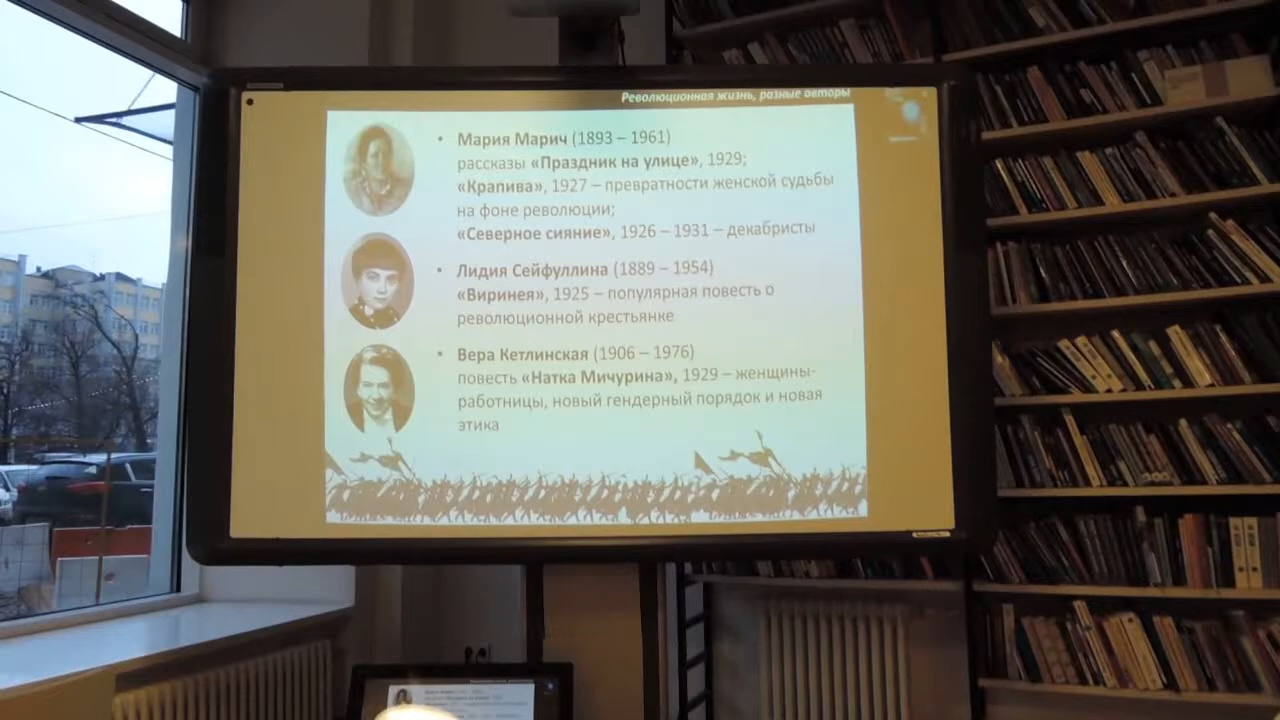 Революционная жизнь, разные авторы
• Мария Марич (1893 – 1961)
рассказы «Праздник на улице», 1929;
«Крапива», 1927 – превратности женской судьбы
на фоне революции;
«Северное сияние», 1926 – 1931 – декабристы
• Лидия Сейфуллина (1889 – 1954)
«Виринея», 1925 – популярная повесть о
революционной крестьянке
• Вера Кетлинская (1906 – 1976)
повесть «Натка Мичурина», 1929 – женщины-
работницы, новый гендерный порядок и новая
этика